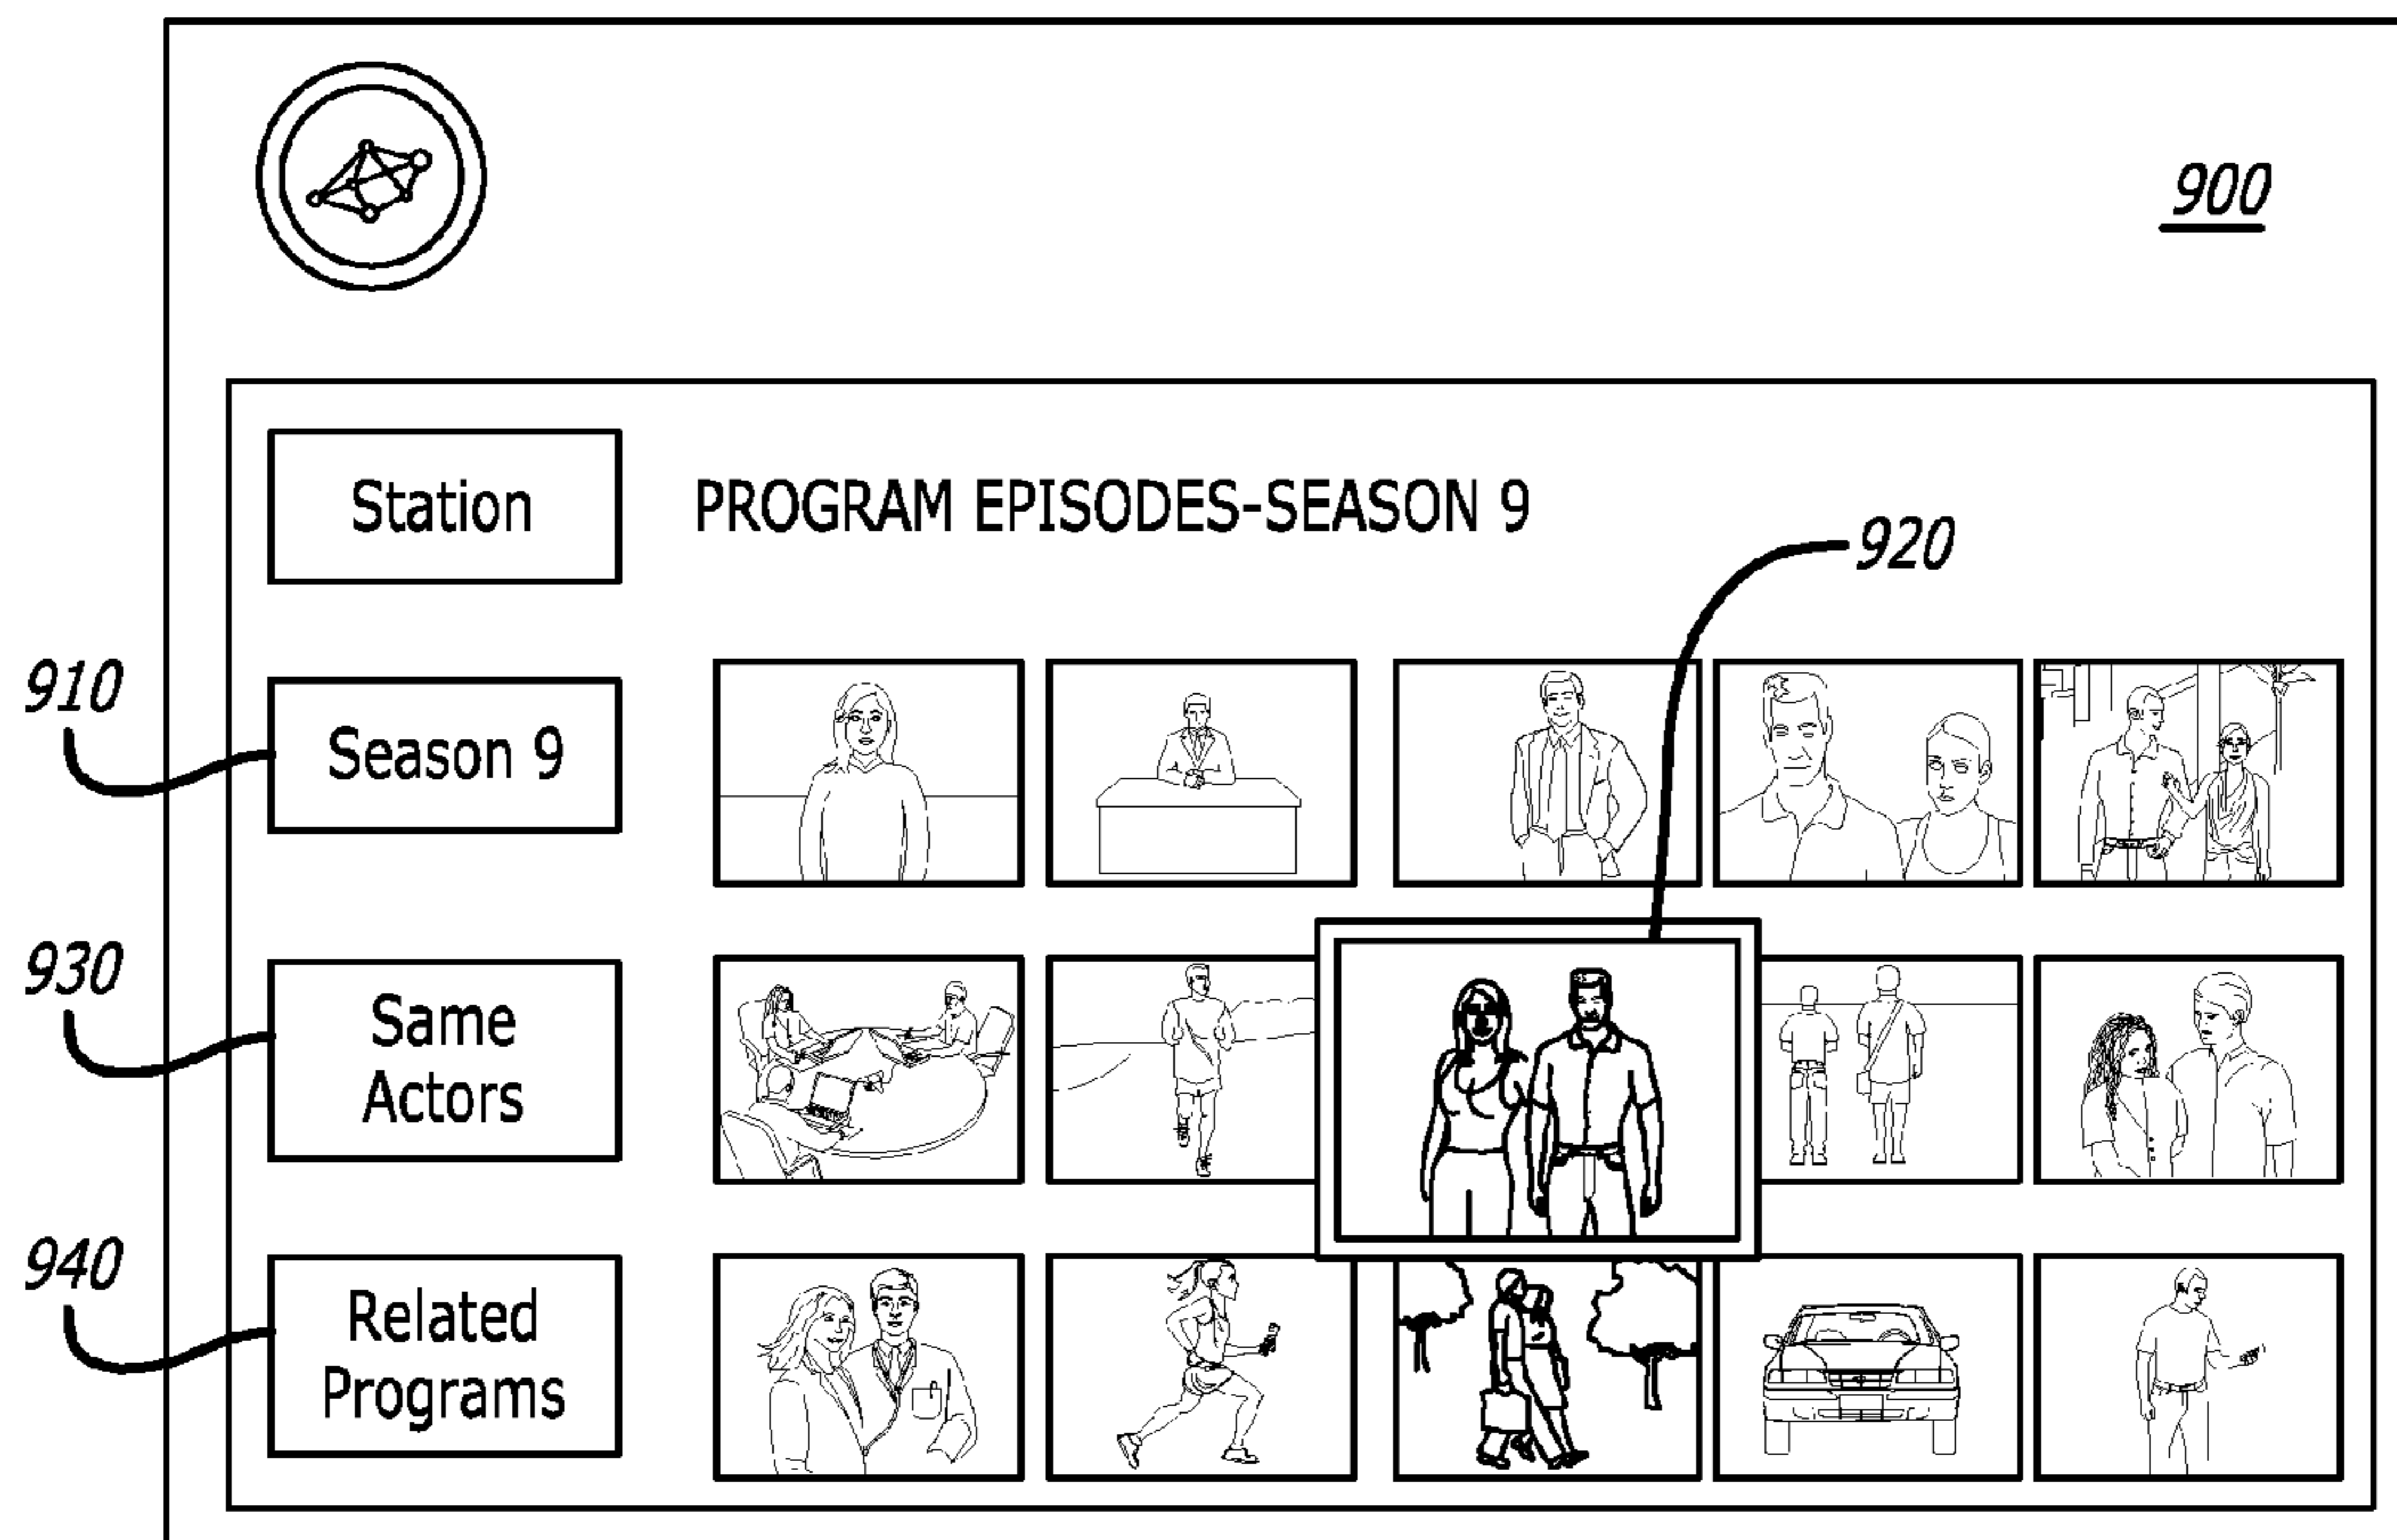 900
Station
PROGRAM EPISODES-SEASON 9
920
910
Season 9
930
Same
Actors
940
Related
Programs